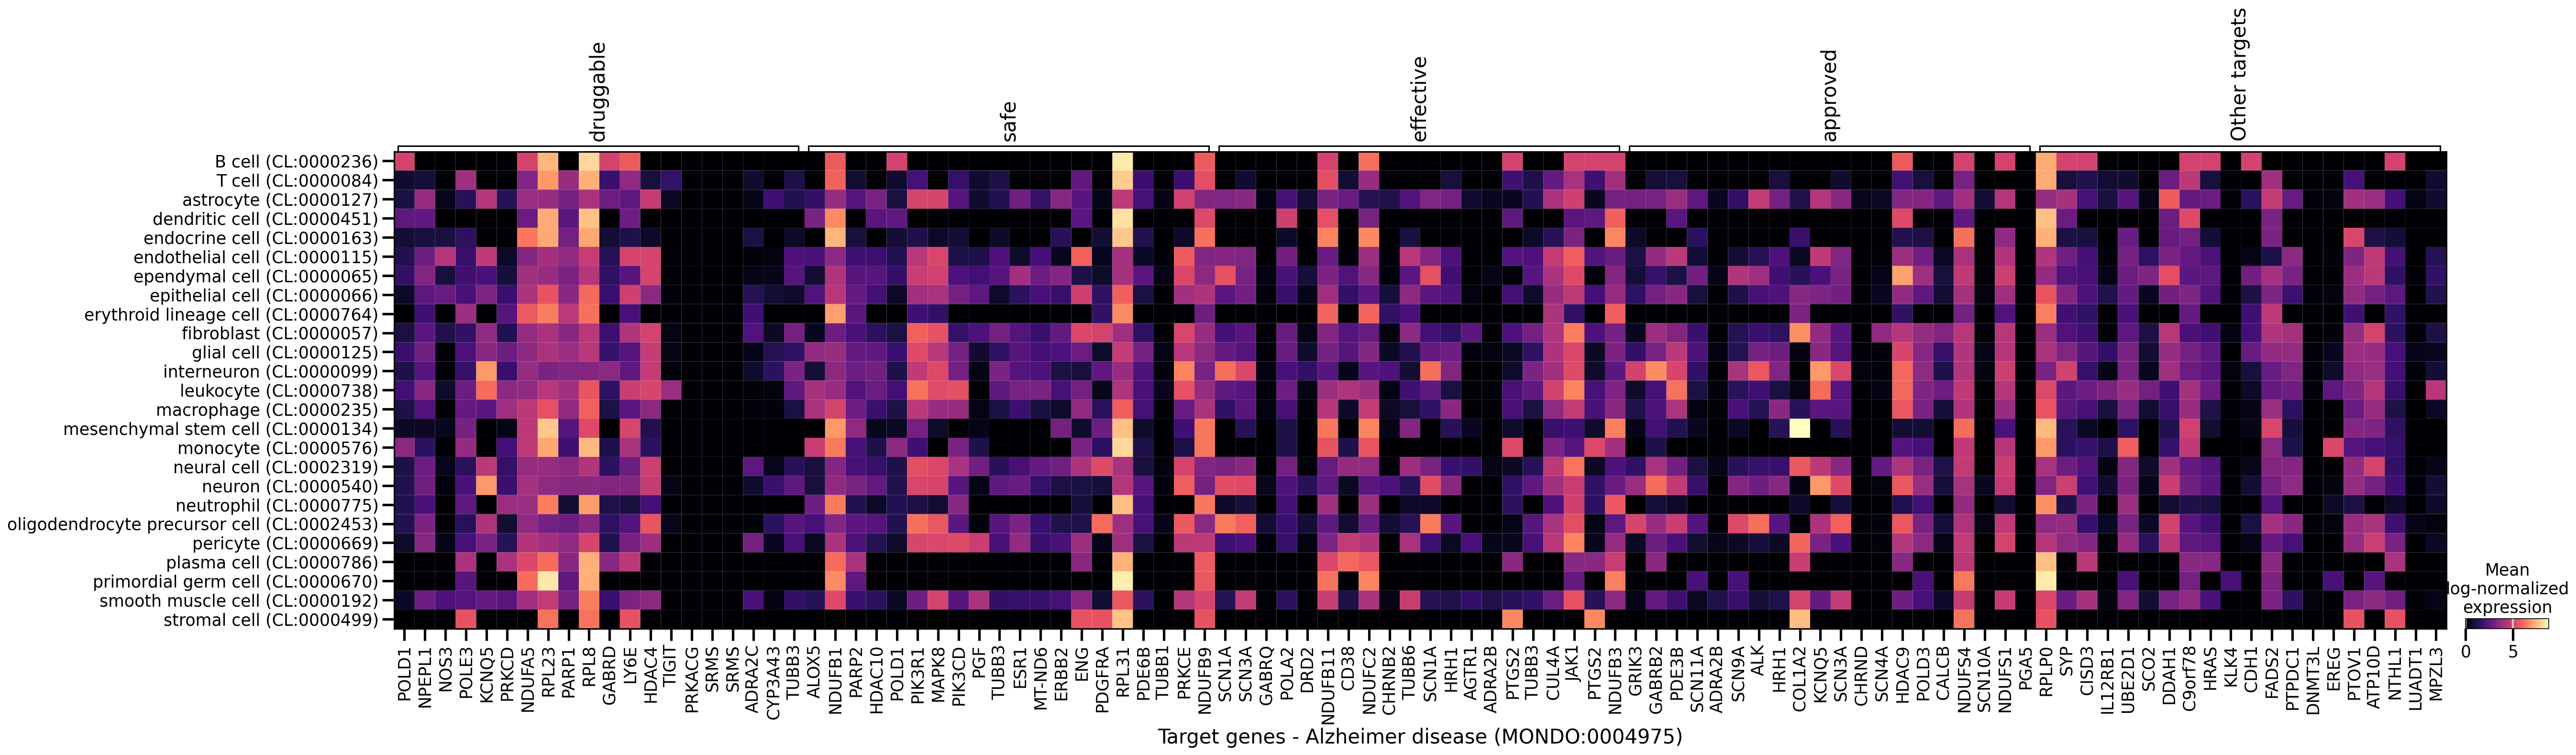 druggable
safe
effective
approved
Other targets
B cell (CL:0000236)
T cell (CL:0000084)
astrocyte (CL:0000127)
dendritic cell (CL:0000451)
endocrine cell (CL:0000163)
endothelial cell (CL:0000115)
ependymal cell (CL:0000065)
epithelial cell (CL:0000066)
erythroid lineage cell (CL:0000764)
fibroblast (CL:0000057)
glial cell (CL:0000125)
interneuron (CL:0000099)
leukocyte (CL:0000738)
macrophage (CL:0000235)
mesenchymal stem cell (CL:0000134)
monocyte (CL:0000576)
neural cell (CL:0002319)
neuron (CL:0000540)
neutrophil (CL:0000775)
oligodendrocyte precursor cell (CL:0002453)
pericyte (CL:0000669)
plasma cell (CL:0000786)
primordial germ cell (CL:0000670)
smooth muscle cell (CL:0000192)
stromal cell (CL:0000499)
POLD1
NPEPL1
NOS3
POLE3
KCNQ5
PRKCD
NDUFA5
RPL23
PARP1
RPL8
GABRD
LY6E
HDAC4
TIGIT
PRKACG
SRMS
SRMS
ADRA2C
CYP3A43
TUBB3
ALOX5
NDUFB1
PARP2
HDAC10
POLD1
PIK3R1
MAPK8
PIK3CD
PGF
TUBB3
ESR1
MT-ND6
ERBB2
ENG
PDGFRA
RPL31
PDE6B
TUBB1
PRKCE
NDUFB9
SCN1A
SCN3A
GABRQ
POLA2
DRD2
NDUFB11
CD38
NDUFC2
CHRNB2
TUBB6
SCN1A
HRH1
AGTR1
ADRA2B
PTGS2
TUBB3
CUL4A
JAK1
PTGS2
NDUFB3
GRIK3
GABRB2
PDE3B
SCN11A
ADRA2B
SCN9A
ALK
HRH1
COL1A2
KCNQ5
SCN3A
CHRND
SCN4A
HDAC9
POLD3
CALCB
NDUFS4
SCN10A
NDUFS1
PGA5
RPLP0
SYP
CISD3
IL12RB1
UBE2D1
SCO2
DDAH1
C9orf78
HRAS
KLK4
CDH1
FADS2
PTPDC1
DNMT3L
EREG
PTOV1
ATP10D
NTHL1
LUADT1
MPZL3
Target genes - Alzheimer disease (MONDO:0004975)
Mean
log-normalized
expression
0 5